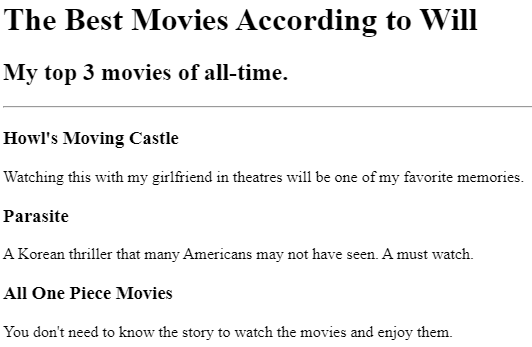 The Best Movies According to Will
My top 3 movies of all-time.
Howl's Moving Castle
Watching this with my girlfriend in theatres will be one of my favorite memories.
Parasite
A Korean thriller that many Americans may not have seen. A must watch.
All One Piece Movies
You don't need to know the story to watch the movies and enjoy them.